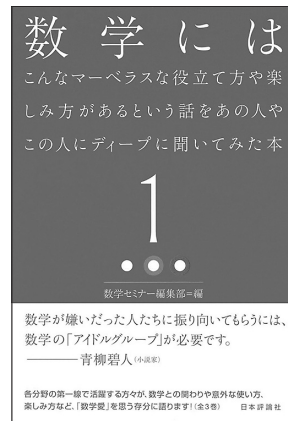 数学には
こんなマーベラスな役立て方や楽
しみ方があるという話をあの人や
この人にディープに聞いてみた本
1
数学セミナー編集部=編
数学が嫌いだった人たちに振り向いてもらうには、
数学の「アイドルグループ」が必要です。
————青柳碧人(小説家)
各分野の第一線で活躍する方々が、数学との関わりや意外な使い方、
楽しみ方など、「数学愛」を思う存分に語ります!(全3巻)
日本評論社